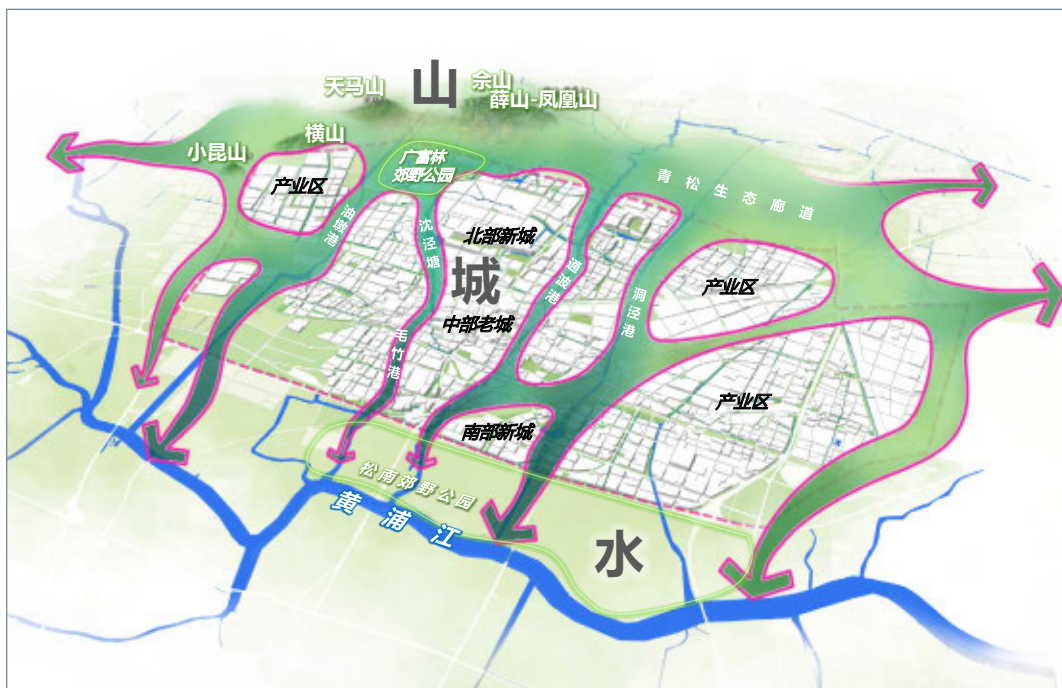 山
天马山
佘山
薛山-凤凰山
横山
小昆山
广富林
郊野公园
产业区
青松生态廊道
油墩港
沈泾塘
北部新城
城
通波港
洞泾港
产业区
中部老城
毛竹港
产业区
南部新城
松南郊野公园
黄浦江
水